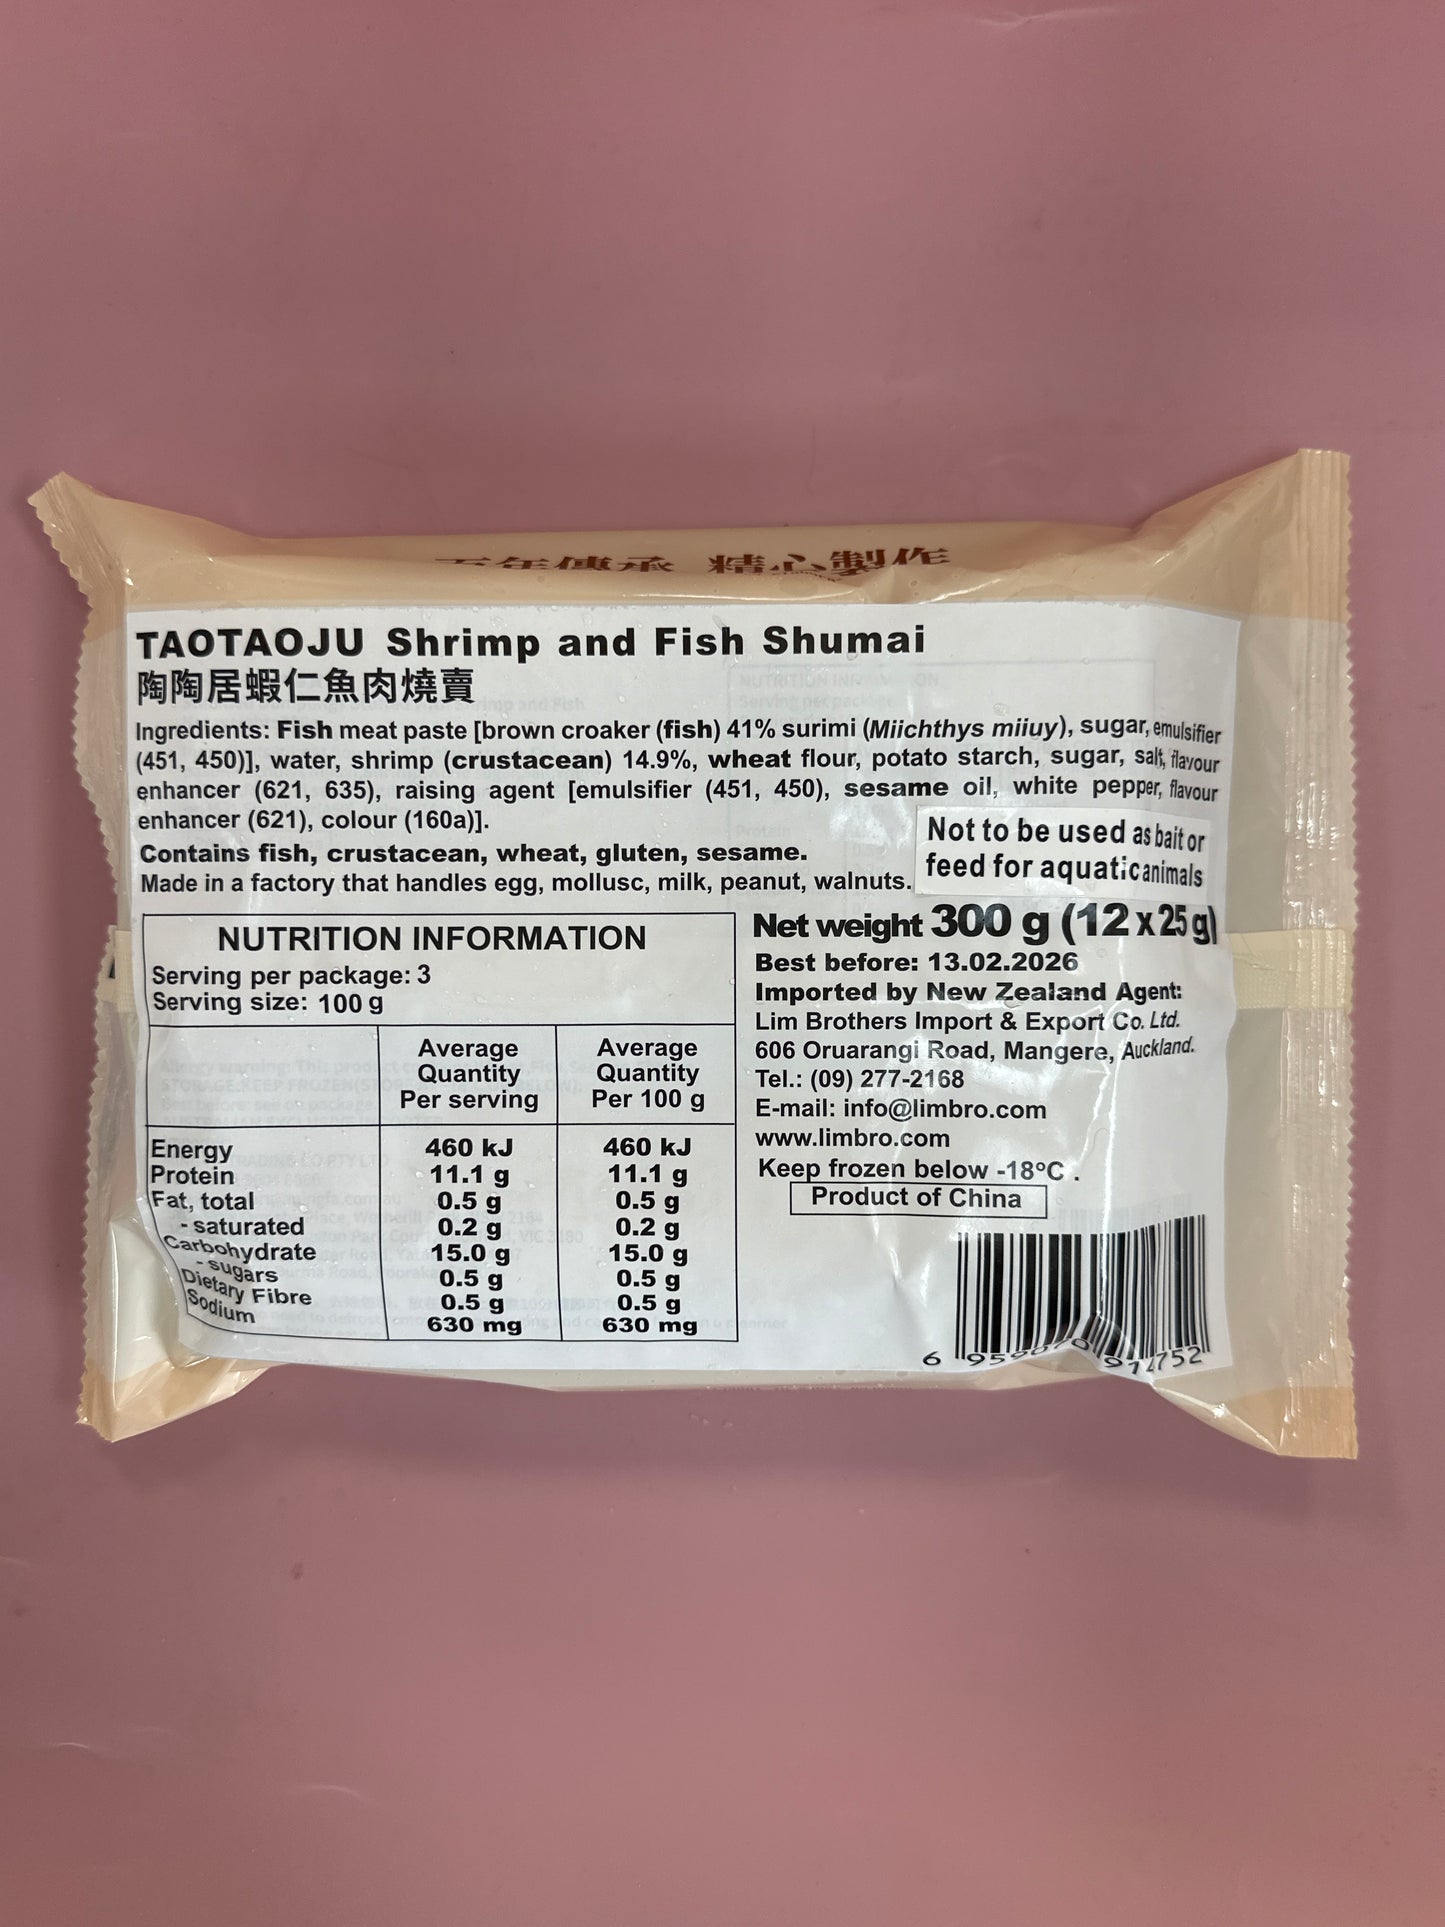 百年傳承 精心製作
TAOTAOJU Shrimp and Fish Shumai
陶陶居蝦仁魚肉燒賣
Ingredients: Fish meat paste [brown croaker (fish) 41% surimi (Miichthys miiuy), sugar, emulsifier
(451, 450)], water, shrimp (crustacean) 14.9%, wheat flour, potato starch, sugar, salt, flavour
enhancer (621, 635), raising agent [emulsifier (451, 450), sesame oil, white pepper, flavour
enhancer (621), colour (160a)].
Contains fish, crustacean, wheat, gluten, sesame.
Made in a factory that handles egg, mollusc, milk, peanut, walnuts.
Not to be used as bait or
feed for aquatic animals
NUTRITION INFORMATION
Serving per package: 3
Serving size: 100 g
Average Quantity Per serving
Average Quantity Per 100 g
Energy 460 kJ 460 kJ
Protein 11.1 g 11.1 g
Fat, total 0.5 g 0.5 g
- saturated 0.2 g 0.2 g
Carbohydrate 15.0 g 15.0 g
- sugars 0.5 g 0.5 g
Dietary Fibre 0.5 g 0.5 g
Sodium 630 mg 630 mg
Net weight 300 g (12 x 25 g)
Best before: 13.02.2026
Imported by New Zealand Agent:
Lim Brothers Import & Export Co. Ltd.
606 Oruarangi Road, Mangere, Auckland.
Tel.: (09) 277-2168
E-mail: info@limbro.com
www.limbro.com
Keep frozen below -18°C .
Product of China